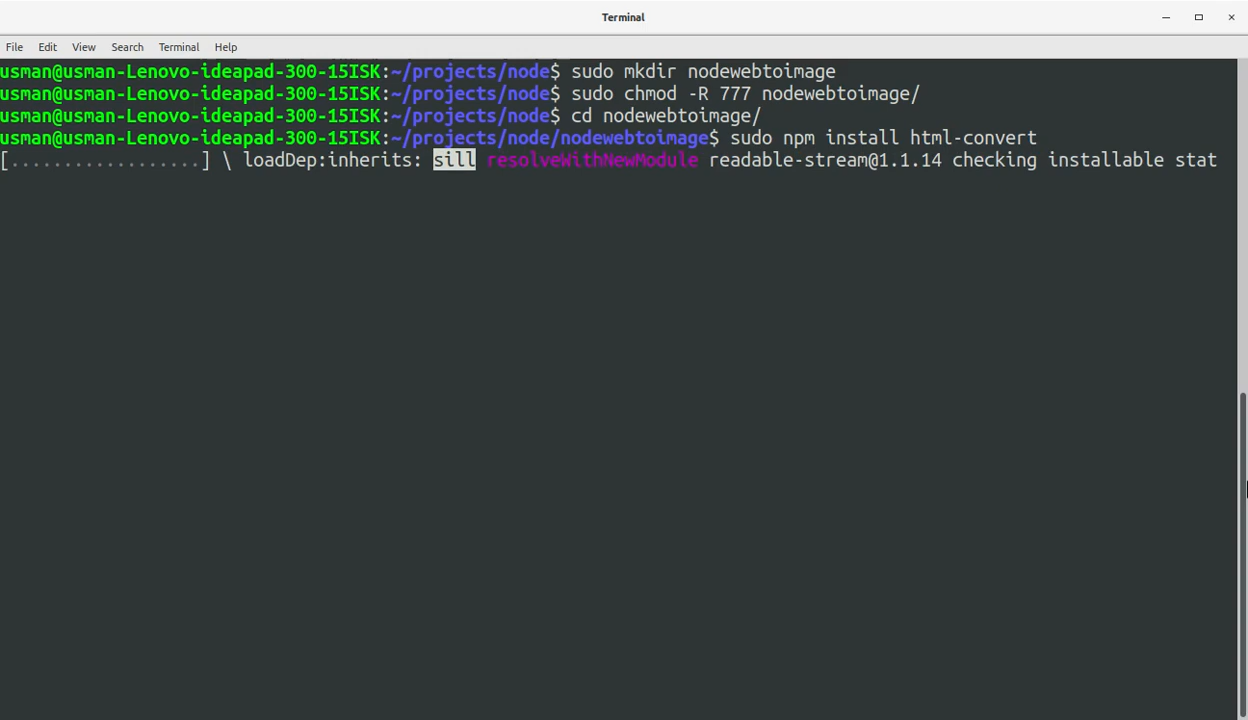 Terminal
File Edit View Search Terminal Help
usman@usman-Lenovo-ideapad-300-15ISK:~/projects/node$ sudo mkdir nodewebtoimage
usman@usman-Lenovo-ideapad-300-15ISK:~/projects/node$ sudo chmod -R 777 nodewebtoimage/
usman@usman-Lenovo-ideapad-300-15ISK:~/projects/node$ cd nodewebtoimage/
usman@usman-Lenovo-ideapad-300-15ISK:~/projects/node/nodewebtoimage$ sudo npm install html-convert
[..................] \ loadDep:inherits: sill resolveWithNewModule readable-stream@1.1.14 checking installable stat